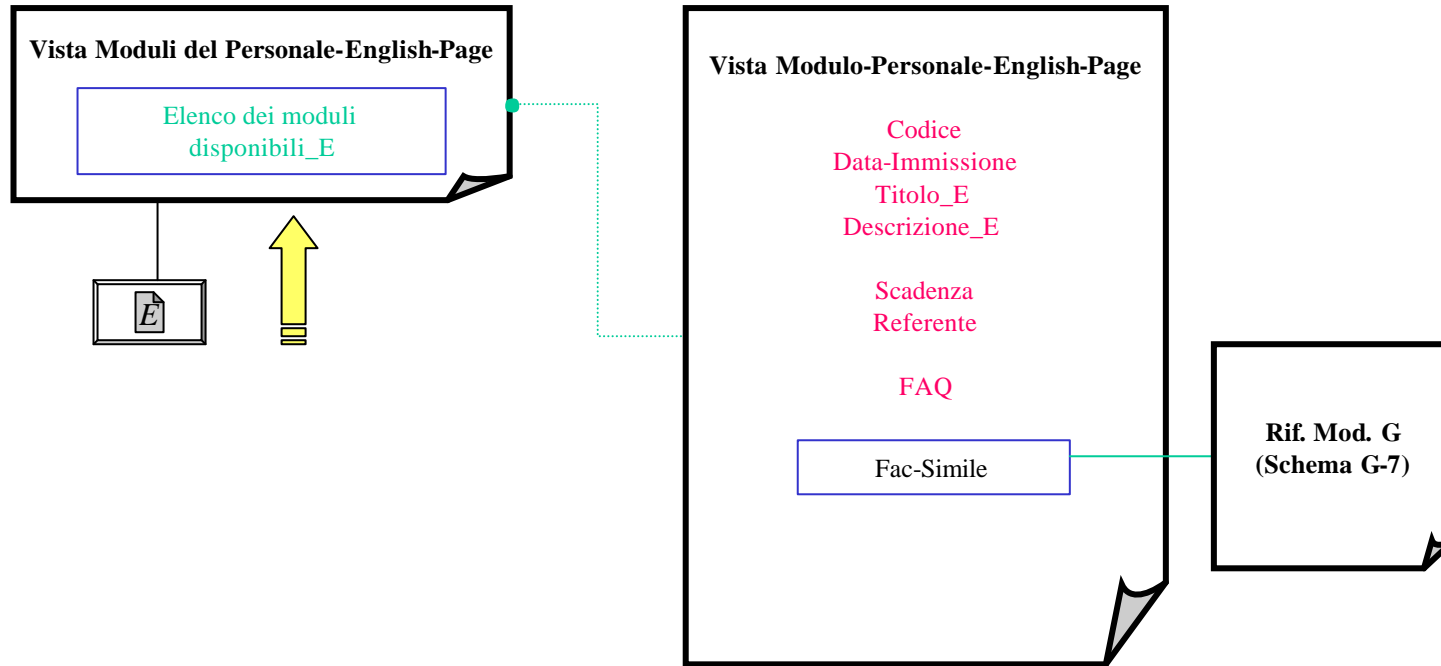 Vista Moduli del Personale-English-Page
Elenco dei moduli
disponibili_E
E
Vista Modulo-Personale-English-Page
Codice
Data-Immissione
Titolo_E
Descrizione_E
Scadenza
Referente
FAQ
Fac-Simile
Rif. Mod. G
(Schema G-7)